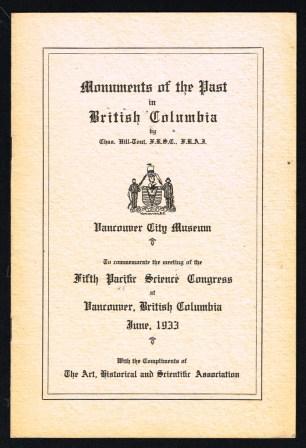 Monuments of the Past
in
British Columbia
by
Chas. Hill-Tout, F.R.S.C., F.R.A.I.
Vancouver City Museum
To commemorate the meeting of the
Fifth Pacific Science Congress
at
Vancouver, British Columbia
June, 1933
With the Compliments of
The Art, Historical and Scientific Association